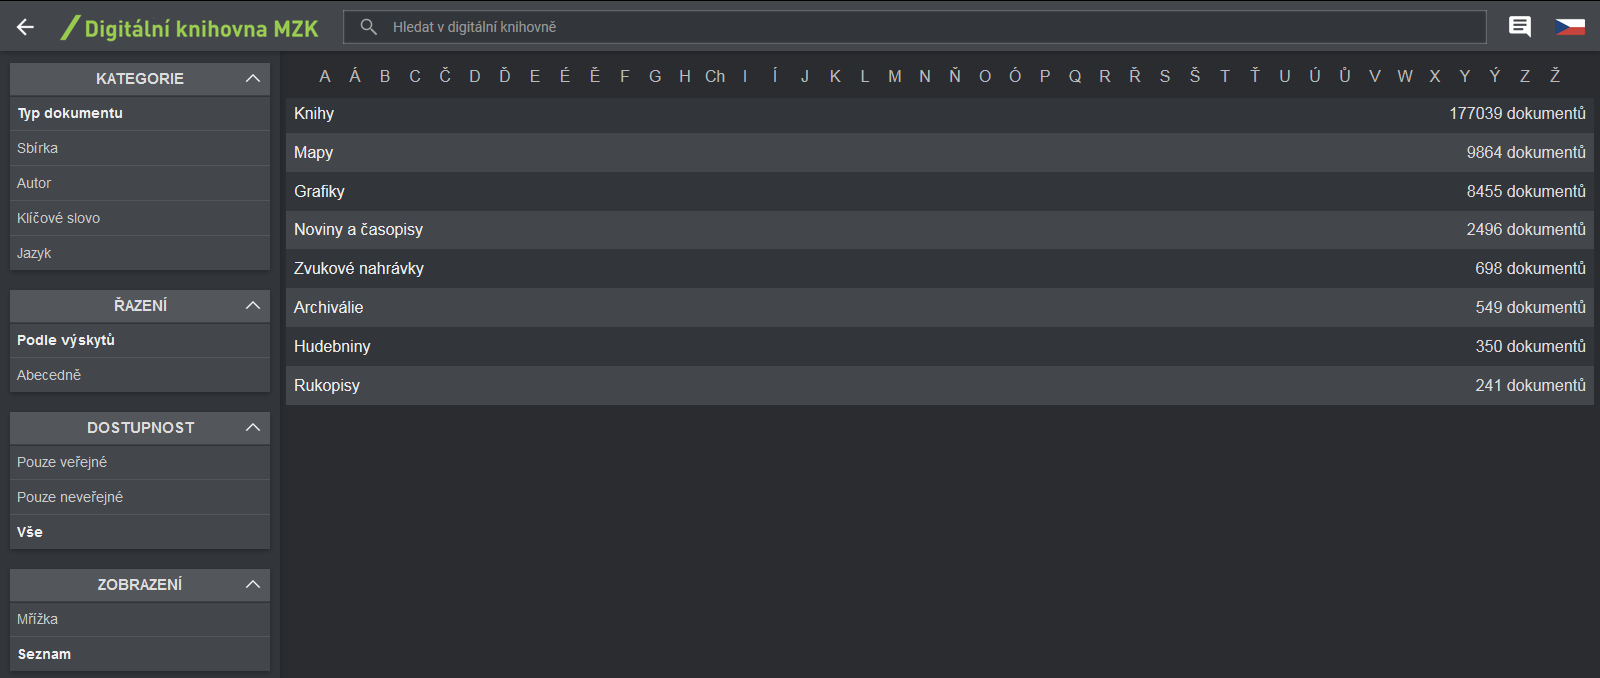 Digitální knihovna MZK
Hledat v digitální knihovně
KATEGORIE
Typ dokumentu
Sbírka
Autor
Klíčové slovo
Jazyk
ŘAZENÍ
Podle výskytů
Abecedně
DOSTUPNOST
Pouze veřejné
Pouze neveřejné
Vše
ZOBRAZENÍ
Mřížka
Seznam
A Á B C Č D Ď E É Ě F G H Ch I Í J K L M N Ň O Ó P Q R Ř S Š T Ť U Ú Ů V W X Y Ý Z Ž
Knihy 177039 dokumentů
Mapy 9864 dokumentů
Grafiky 8455 dokumentů
Noviny a časopisy 2496 dokumentů
Zvukové nahrávky 698 dokumentů
Archiválie 549 dokumentů
Hudebniny 350 dokumentů
Rukopisy 241 dokumentů